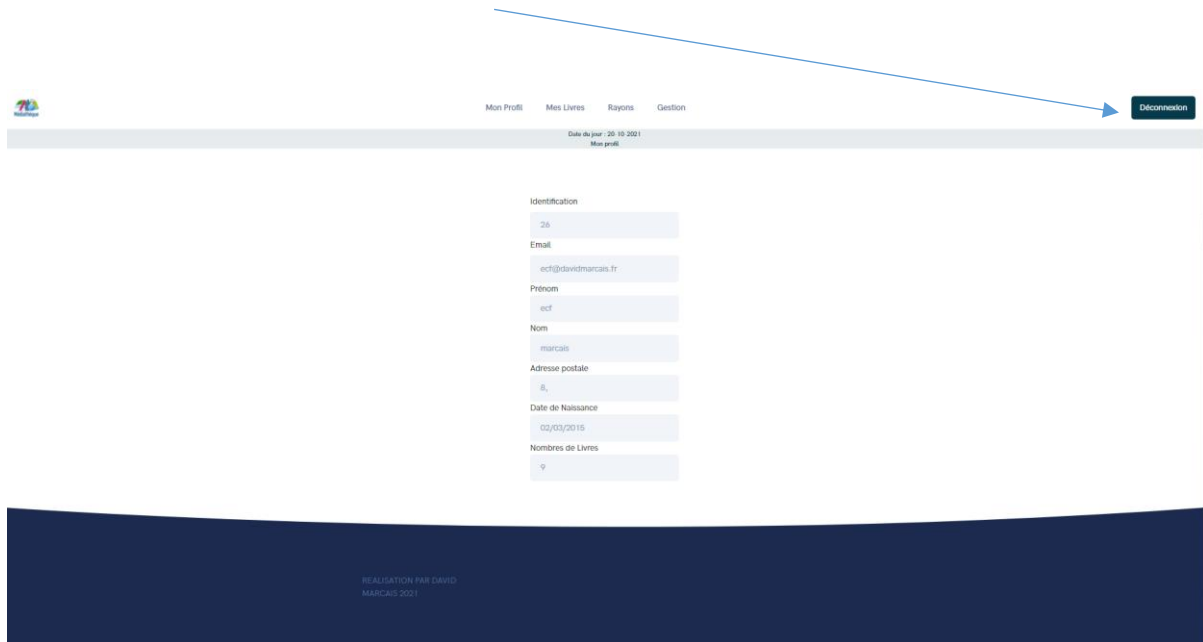 Médiathèque
Mon Profil Mes Livres Rayons Gestion Déconnexion
Date du jour : 20-10-2021
Mon profil
Identification
26
Email
ecf@davidmarcais.fr
Prénom
ecf
Nom
marcais
Adresse postale
8,
Date de Naissance
02/03/2015
Nombres de Livres
9
REALISATION PAR DAVID
MARCAIS 2021